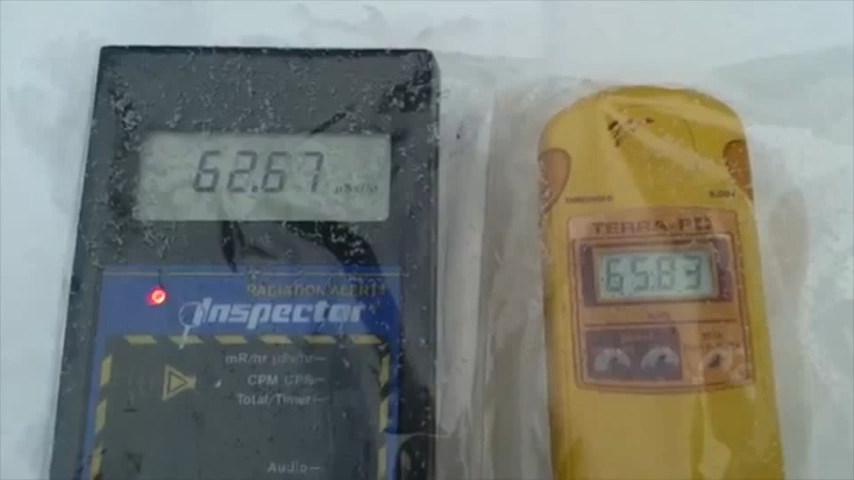 62.67 µSv/hr
RADIATION ALERT
Inspector
mR/hr µSv/hr
CPM CPS
Total/Timer
Audio
THRESHOLD
TERRA-P
65.83